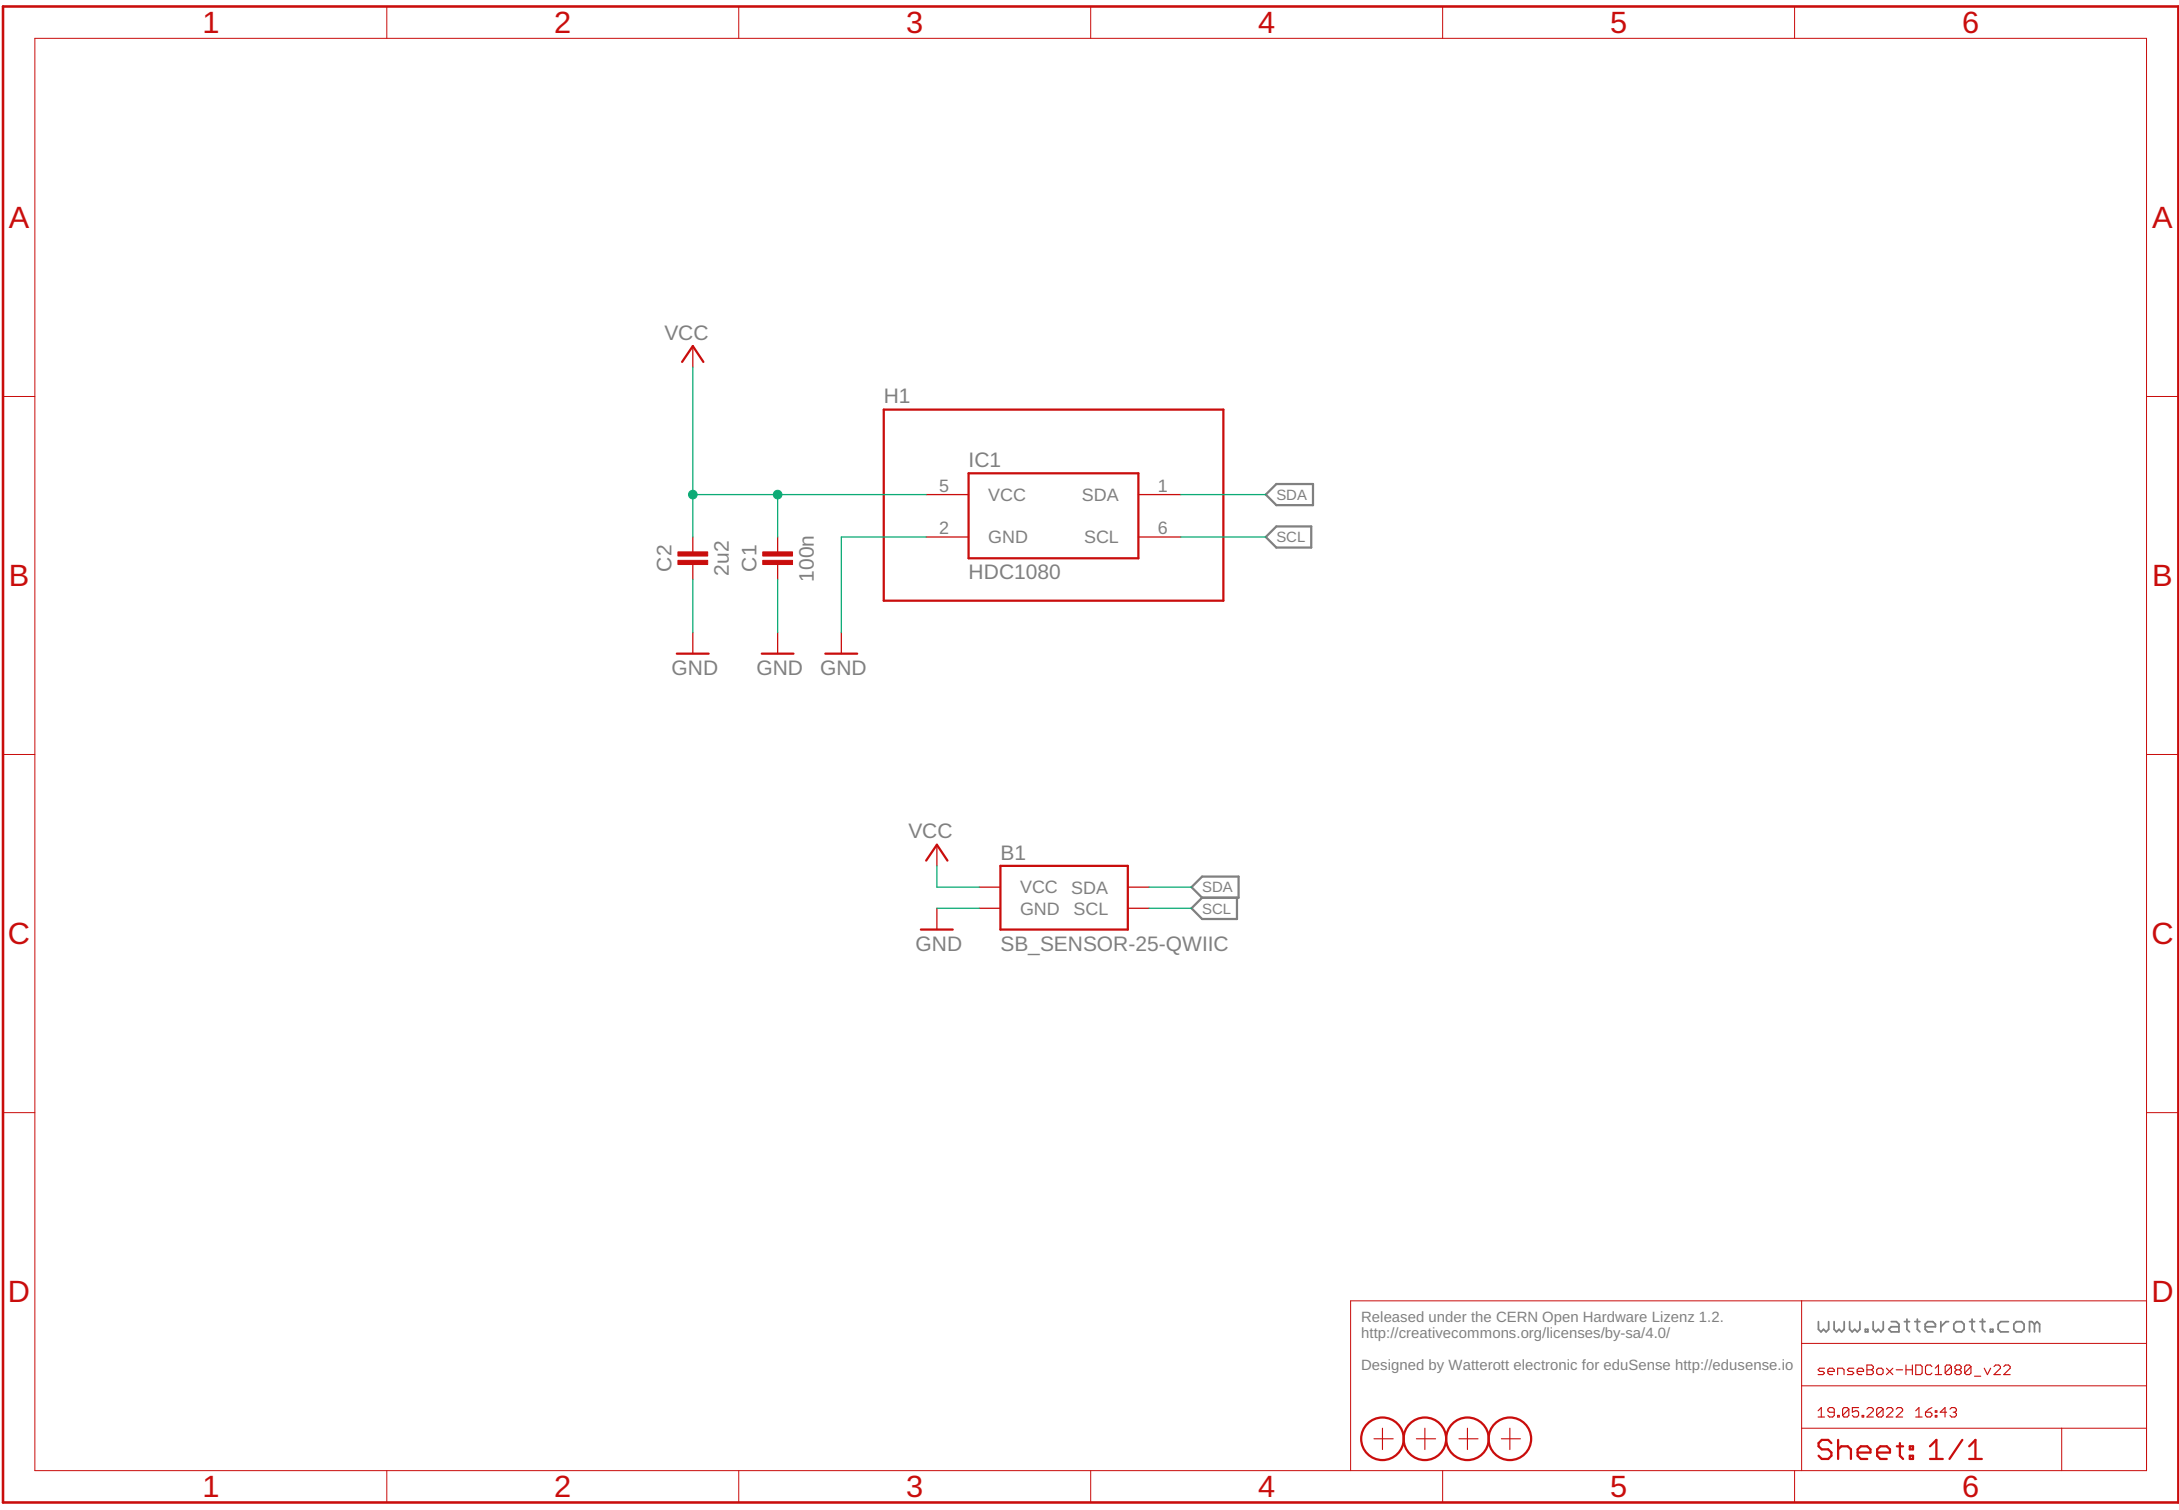 1 2 3 4 5 6
A A
VCC
H1
IC1
5 VCC SDA 1 SDA
2 GND SCL 6 SCL
HDC1080
C2 2u2 C1 100n
B B
GND GND GND
VCC
B1
VCC SDA SDA
GND SCL SCL
GND SB_SENSOR-25-QWIIC
C C
D D
Released under the CERN Open Hardware Lizenz 1.2.
http://creativecommons.org/licenses/by-sa/4.0/
Designed by Watterott electronic for eduSense http://edusense.io
www.watterott.com
senseBox-HDC1080_v22
19.05.2022 16:43
Sheet: 1/1
1 2 3 4 5 6